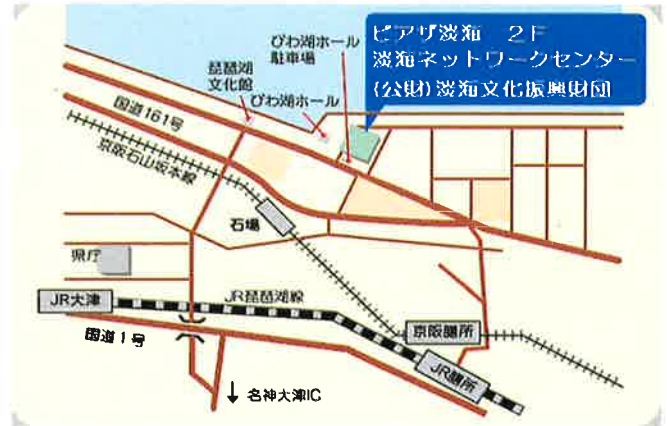 ピアザ淡海　2F
淡海ネットワークセンター
(公財)淡海文化振興財団
びわ湖ホール
駐車場
琵琶湖
文化館
びわ湖ホール
国道161号
京阪石山坂本線
石場
県庁
JR大津
JR琵琶湖線
京阪膳所
国道1号
JR膳所
↓ 名神大津IC